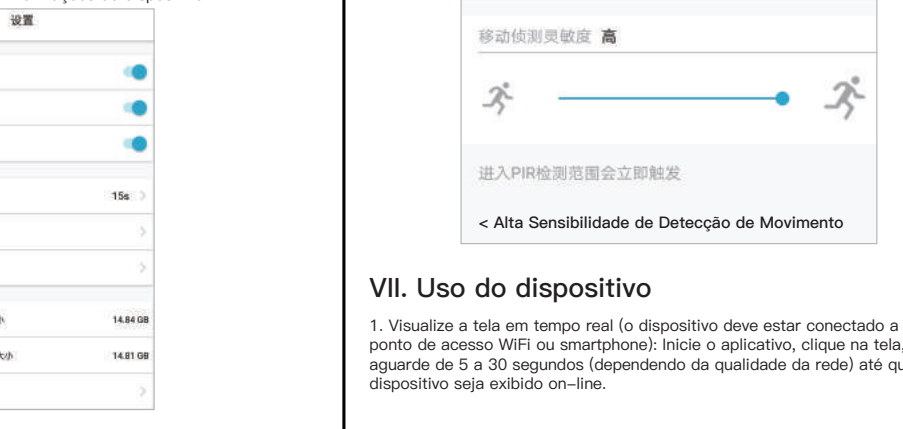 设置
15s
14.84 GB
大小
14.81 GB
移动侦测灵敏度 高
进入PIR检测范围会立即触发
< Alta Sensibilidade de Detecção de Movimento
VII. Uso do dispositivo
1. Visualize a tela em tempo real (o dispositivo deve estar conectado a
ponto de acesso WiFi ou smartphone): Inicie o aplicativo, clique na tela,
aguarde de 5 a 30 segundos (dependendo da qualidade da rede) até
dispositivo seja exibido on-line.